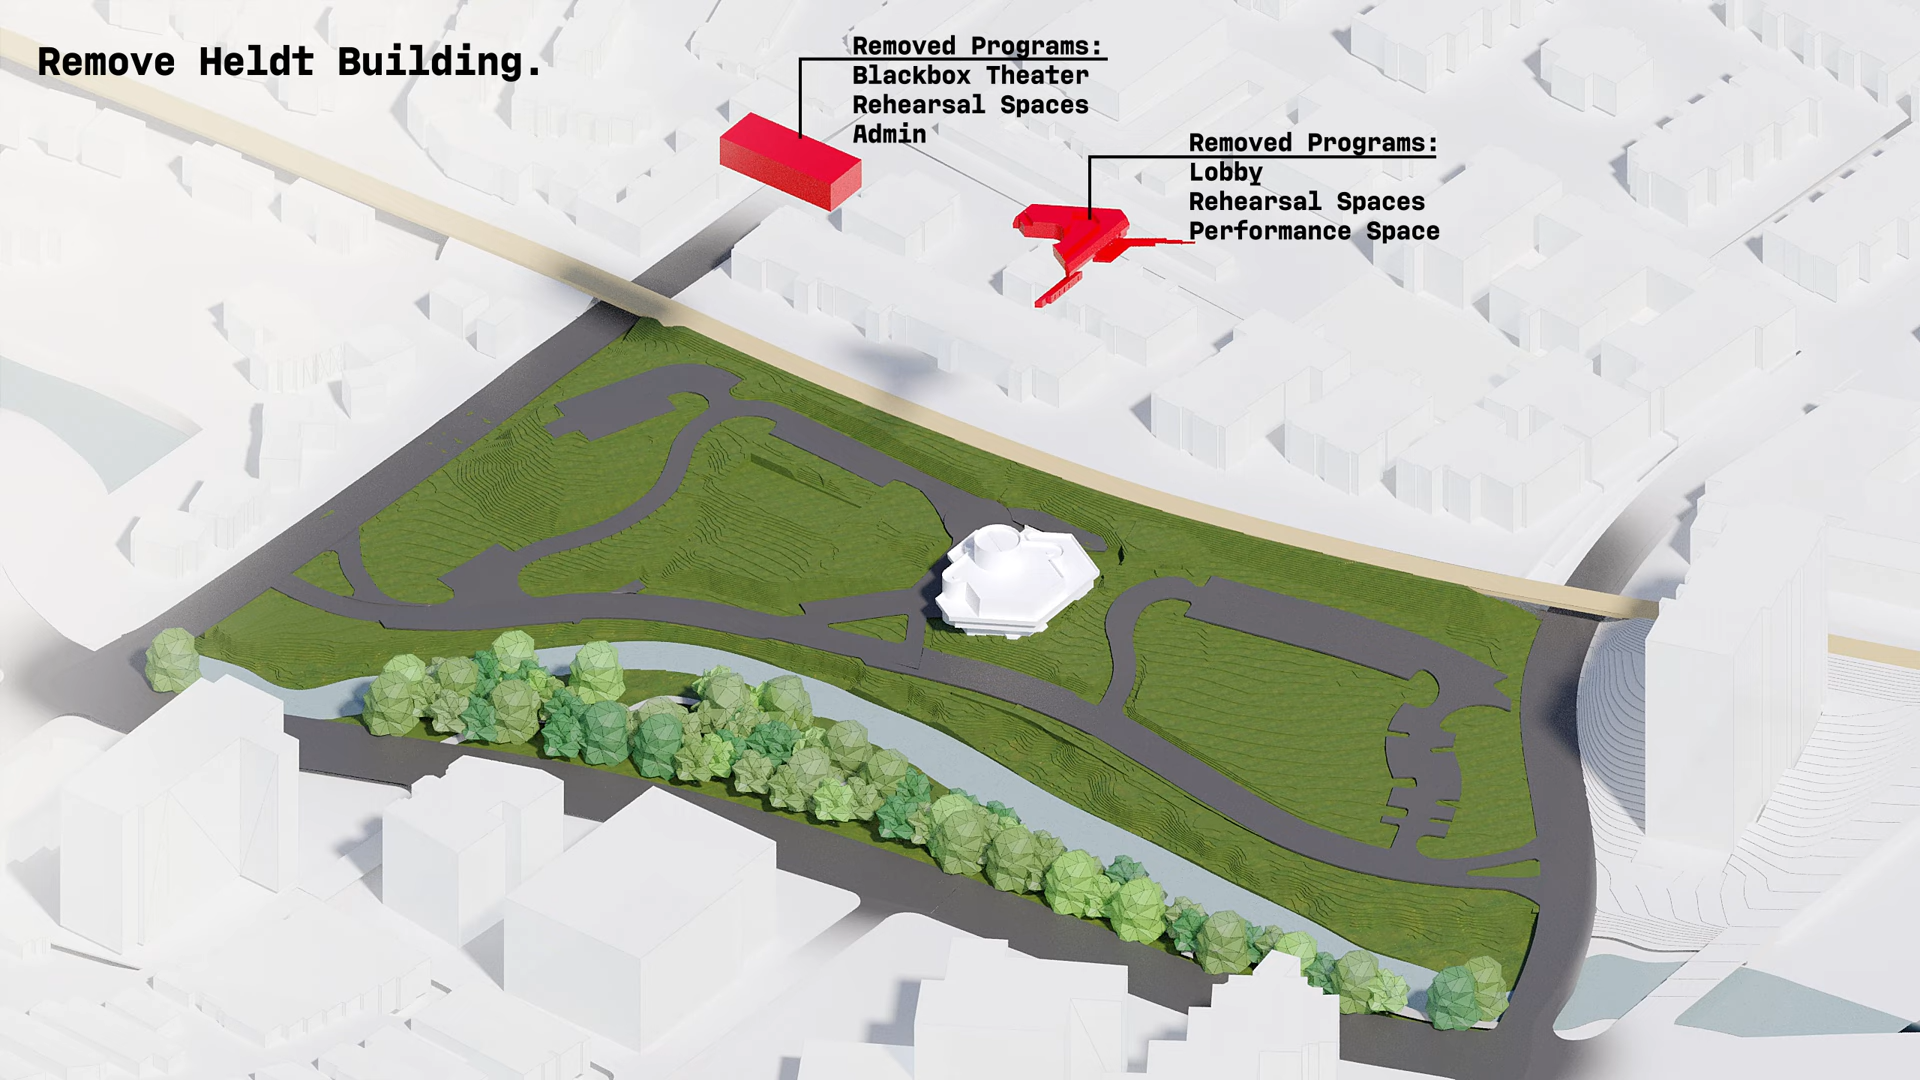 Remove Heldt Building.
Removed Programs:
Blackbox Theater
Rehearsal Spaces
Admin
Removed Programs:
Lobby
Rehearsal Spaces
Performance Space